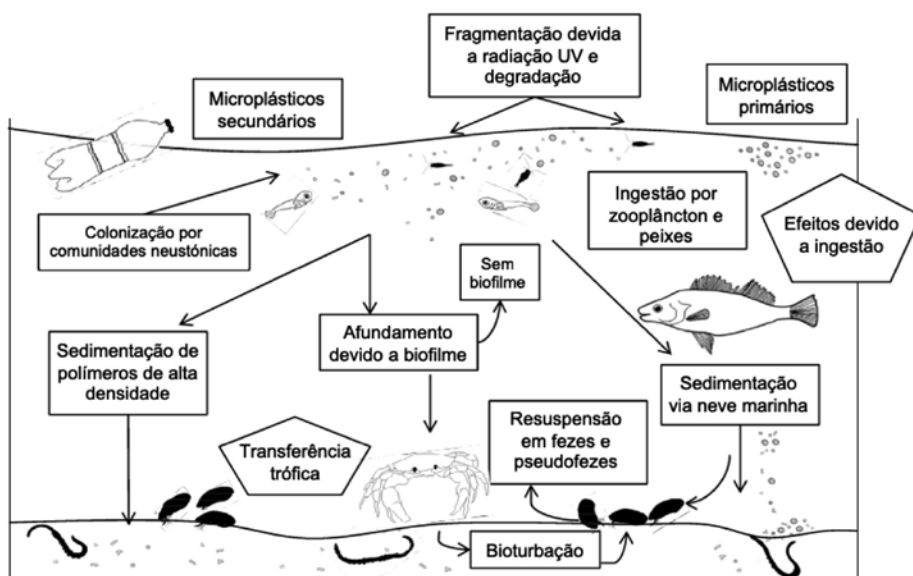 Fragmentação devida
a radiação UV e
degradação
Microplásticos
secundários
Microplásticos
primários
Colonização por
comunidades neustónicas
Ingestão por
zooplâncton e
peixes
Efeitos devido
a ingestão
Sem
biofilme
Sedimentação de
polímeros de alta
densidade
Afundamento
devido a biofilme
Sedimentação
via neve marinha
Transferência
trófica
Resuspensão
em fezes e
pseudofezes
Bioturbação